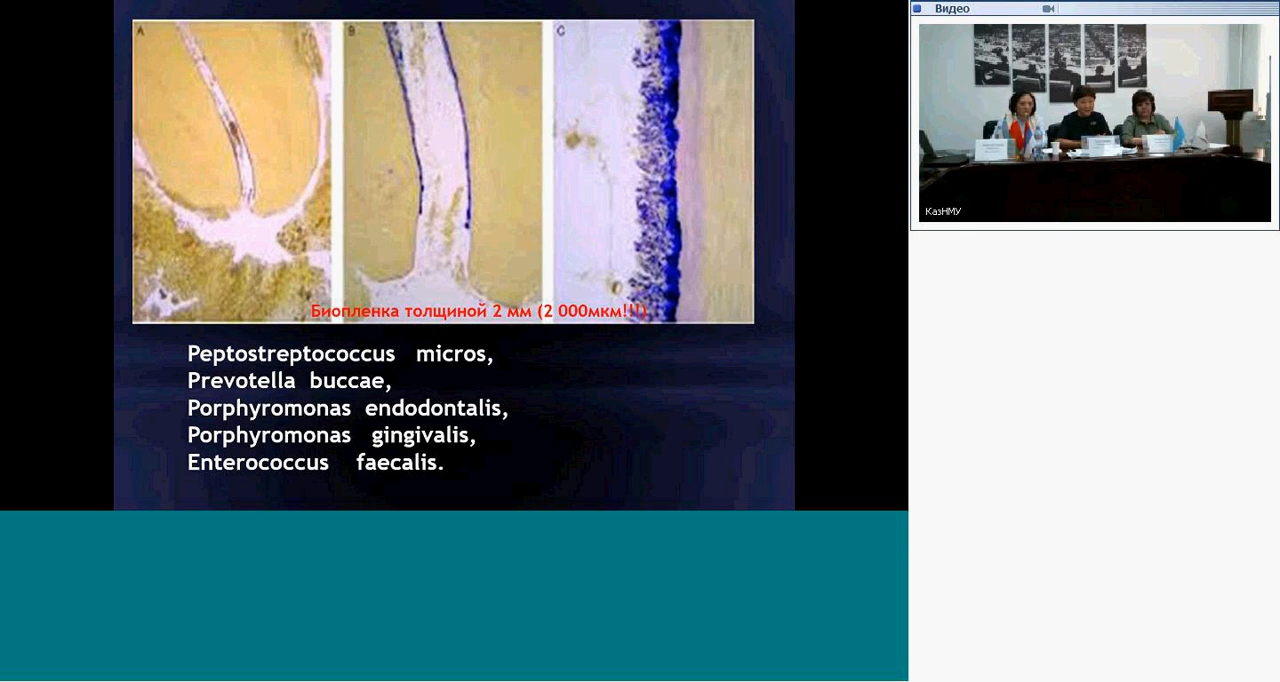 A
B
C
Биопленка толщиной 2 мм (2 000мкм!!!)
Peptostreptococcus micros,
Prevotella buccae,
Porphyromonas endodontalis,
Porphyromonas gingivalis,
Enterococcus faecalis.
Видео
КазНМУ